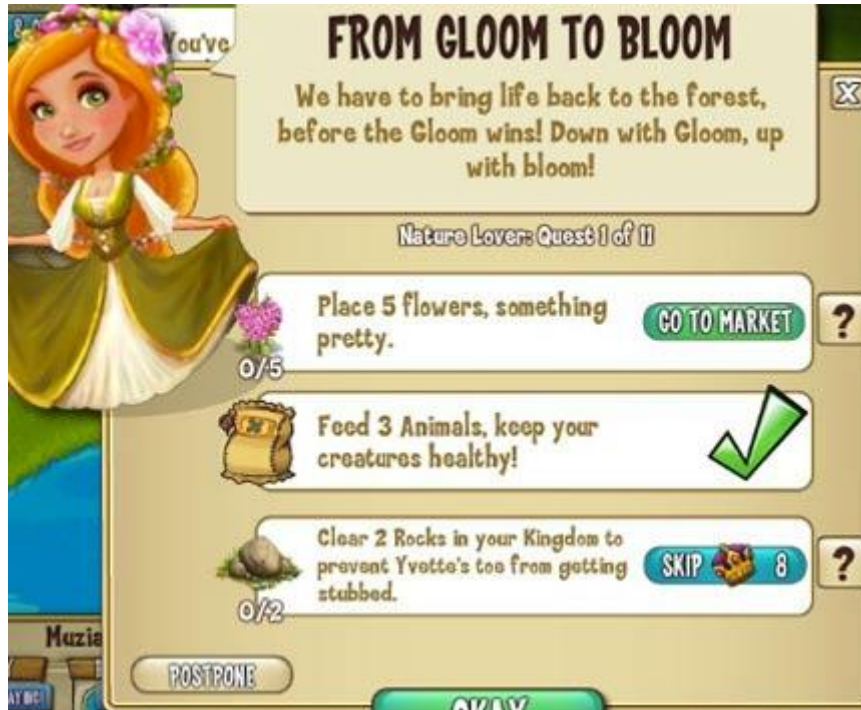 You've
FROM GLOOM TO BLOOM
We have to bring life back to the forest,
before the Gloom wins! Down with Gloom, up
with bloom!
Nature Lover: Quest 1 of 11
Place 5 flowers, something
pretty.
GO TO MARKET
?
0/5
Feed 3 Animals, keep your
creatures healthy!
Clear 2 Rocks in your Kingdom to
prevent Yvette's toe from getting
stubbed.
SKIP 8
?
0/2
Muzia
POSTPONE
OKAY